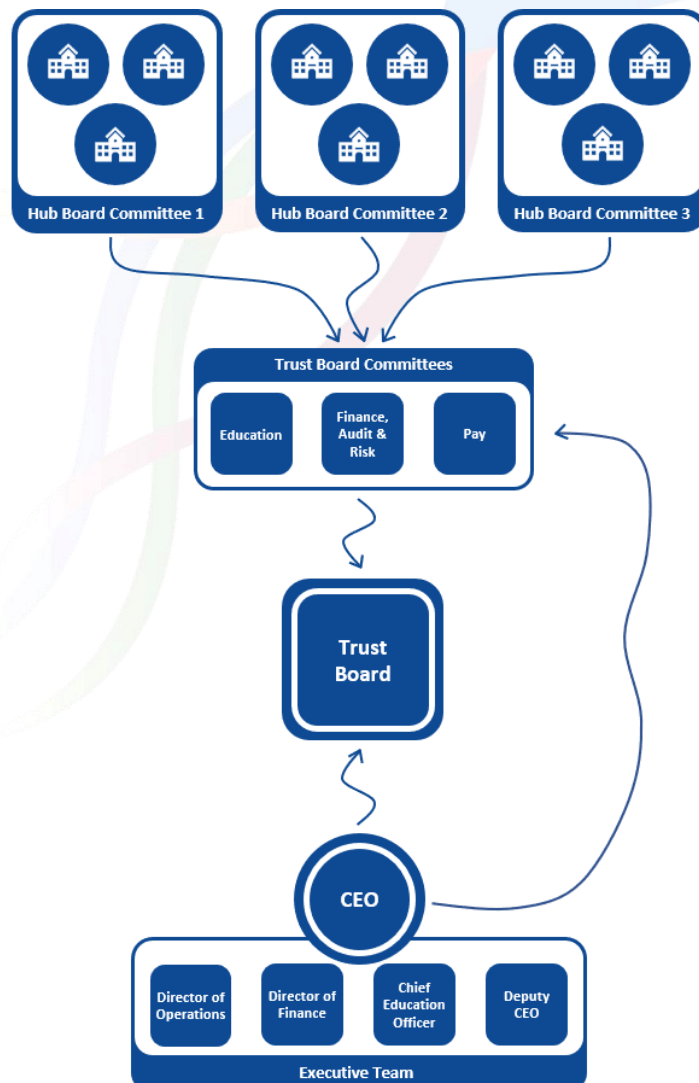 Hub Board Committee 1
Hub Board Committee 2
Hub Board Committee 3
Trust Board Committees
Education
Finance,
Audit &
Risk
Pay
Trust
Board
CEO
Director of
Operations
Director of
Finance
Chief
Education
Officer
Deputy
CEO
Executive Team